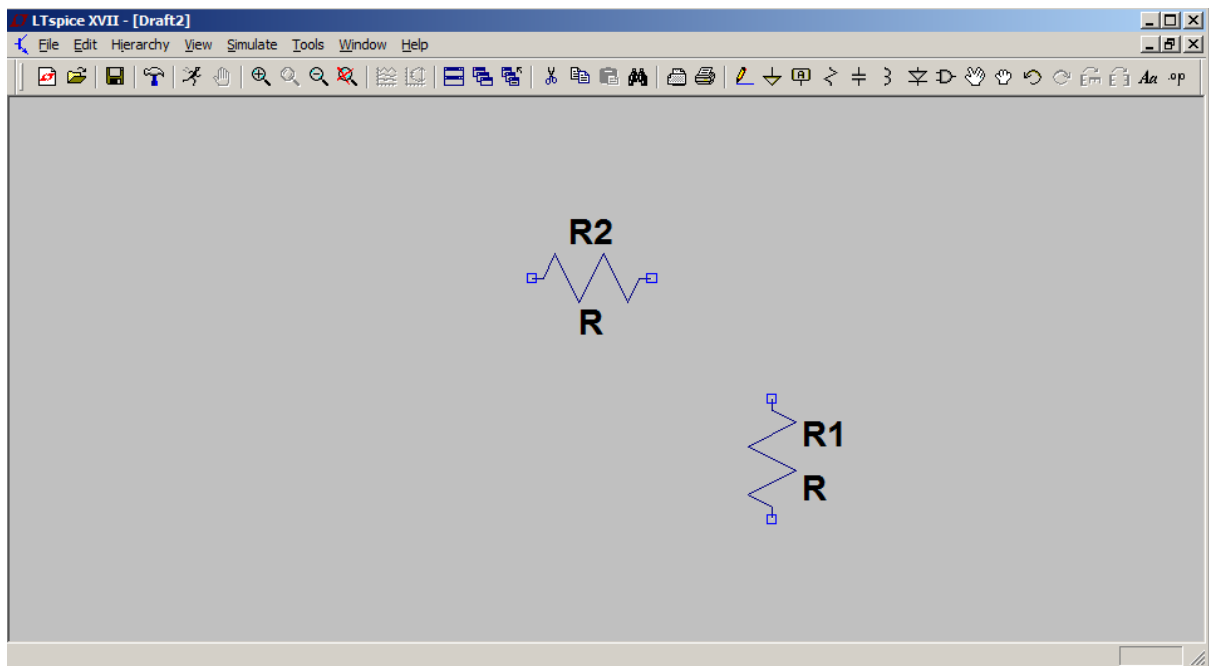 LTspice XVII - [Draft2]
File Edit Hierarchy View Simulate Tools Window Help
A Aa .op
R2
R
R1
R